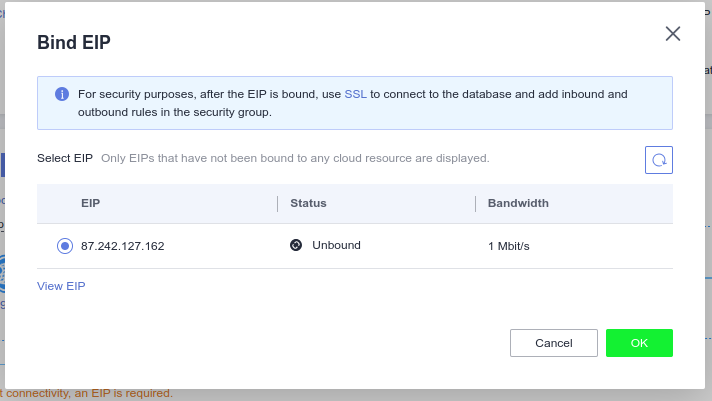 Bind EIP
For security purposes, after the EIP is bound, use SSL to connect to the database and add inbound and
outbound rules in the security group.
Select EIP Only EIPs that have not been bound to any cloud resource are displayed.
EIP Status Bandwidth
87.242.127.162 Unbound 1 Mbit/s
View EIP
Cancel OK
t connectivity, an EIP is required.